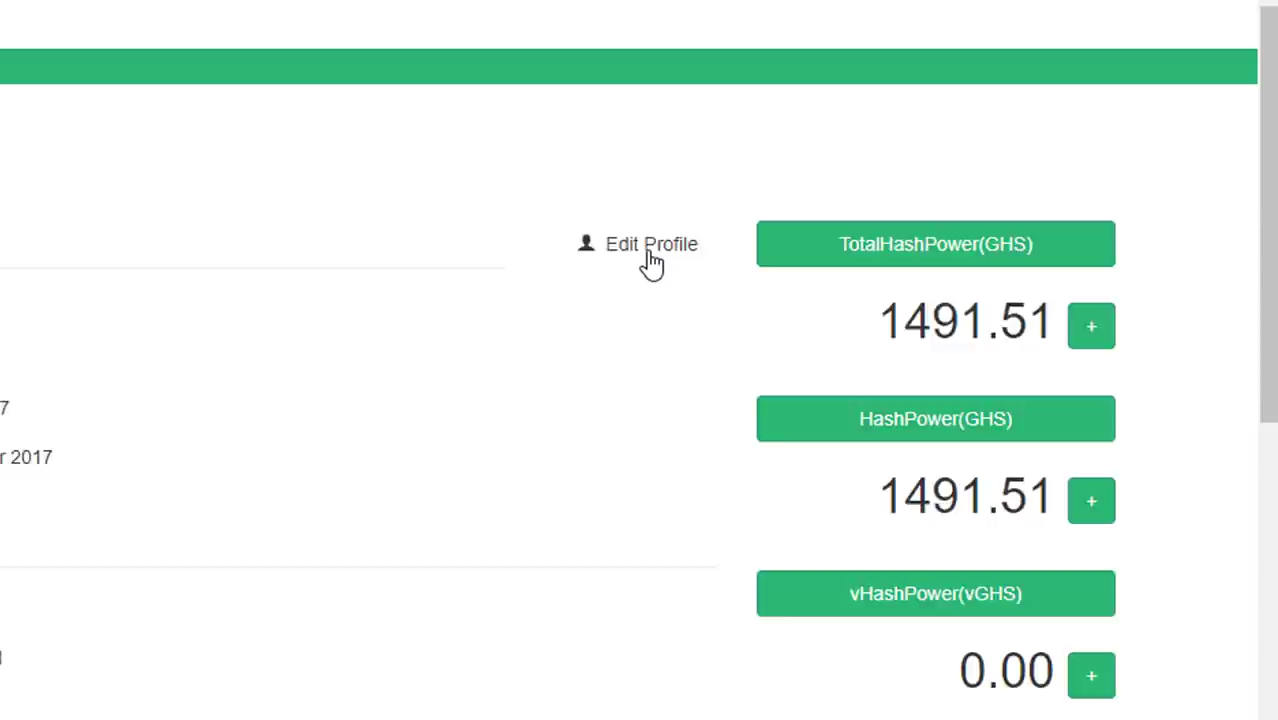 Edit Profile
TotalHashPower(GHS)
1491.51 +
7
HashPower(GHS)
r 2017
1491.51 +
vHashPower(vGHS)
0.00 +